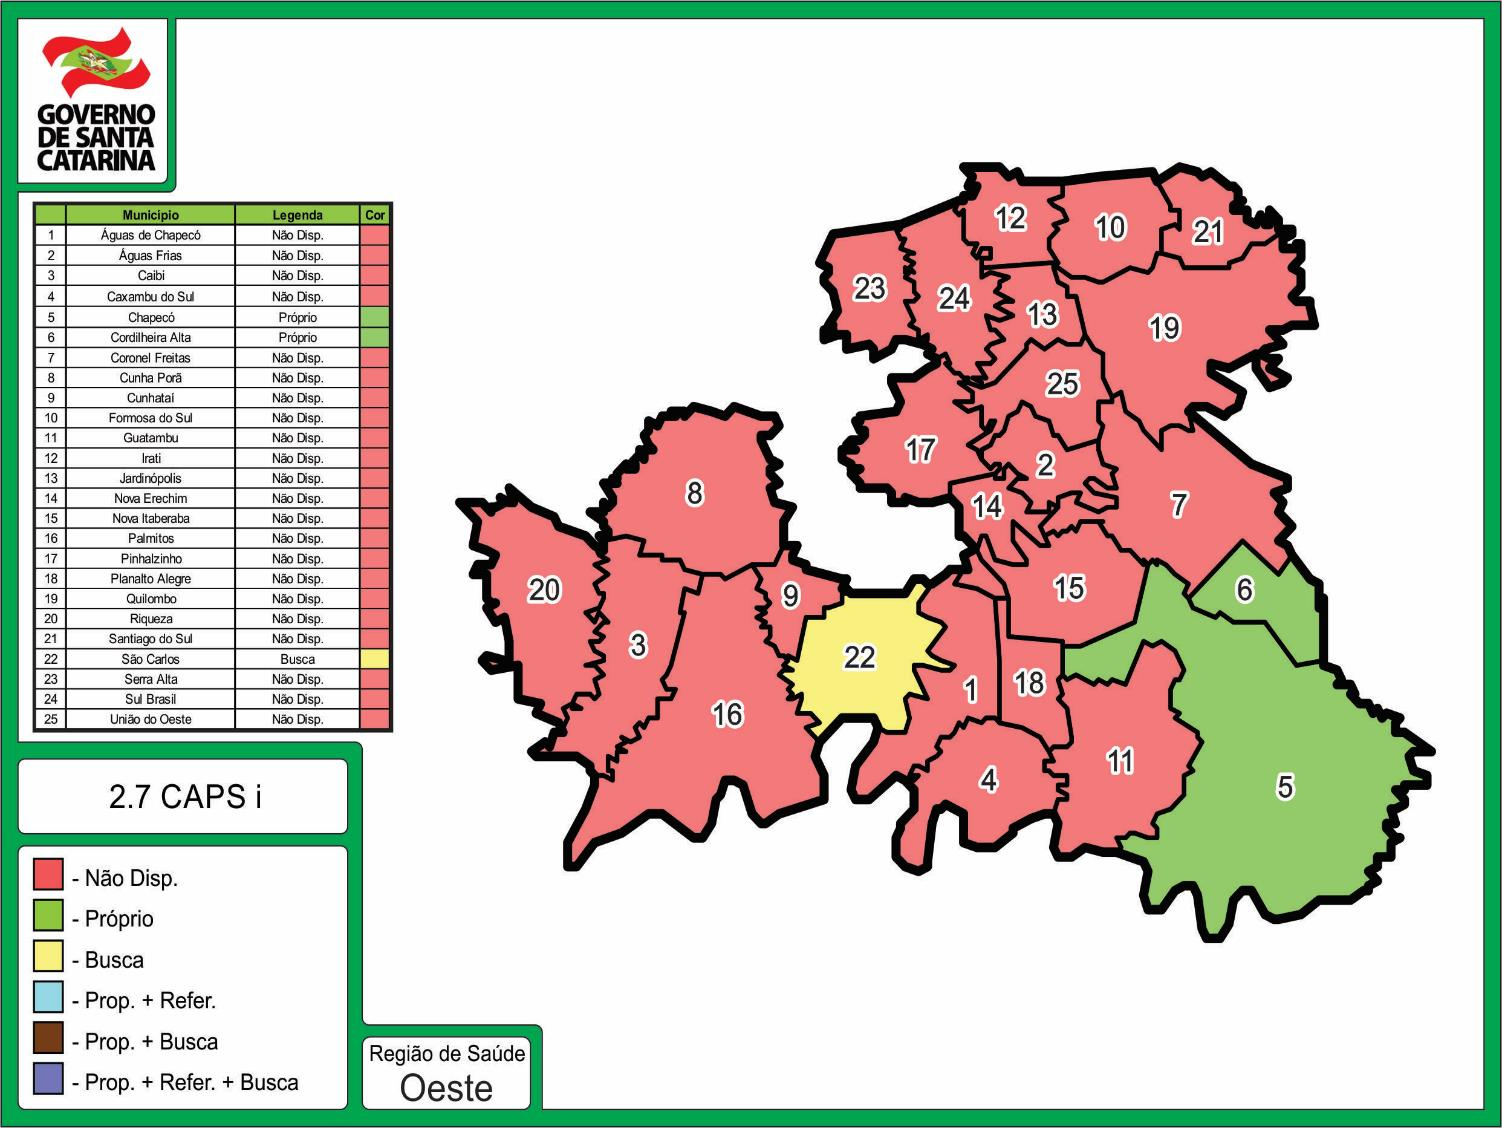 GOVERNO
DE SANTA
CATARINA
Município Legenda Cor
1 Águas de Chapecó Não Disp.
2 Águas Frias Não Disp.
3 Caibi Não Disp.
4 Caxambu do Sul Não Disp.
5 Chapecó Próprio
6 Cordilheira Alta Próprio
7 Coronel Freitas Não Disp.
8 Cunha Porã Não Disp.
9 Cunhataí Não Disp.
10 Formosa do Sul Não Disp.
11 Guatambu Não Disp.
12 Irati Não Disp.
13 Jardinópolis Não Disp.
14 Nova Erechim Não Disp.
15 Nova Itaberaba Não Disp.
16 Palmitos Não Disp.
17 Pinhalzinho Não Disp.
18 Planalto Alegre Não Disp.
19 Quilombo Não Disp.
20 Riqueza Não Disp.
21 Santiago do Sul Não Disp.
22 São Carlos Busca
23 Serra Alta Não Disp.
24 Sul Brasil Não Disp.
25 União do Oeste Não Disp.
12
10
21
23
24
13
19
25
17
2
8
14
7
20
9
15
6
3
22
1
18
16
11
4
5
2.7 CAPS i
- Não Disp.
- Próprio
- Busca
- Prop. + Refer.
- Prop. + Busca
- Prop. + Refer. + Busca
Região de Saúde
Oeste